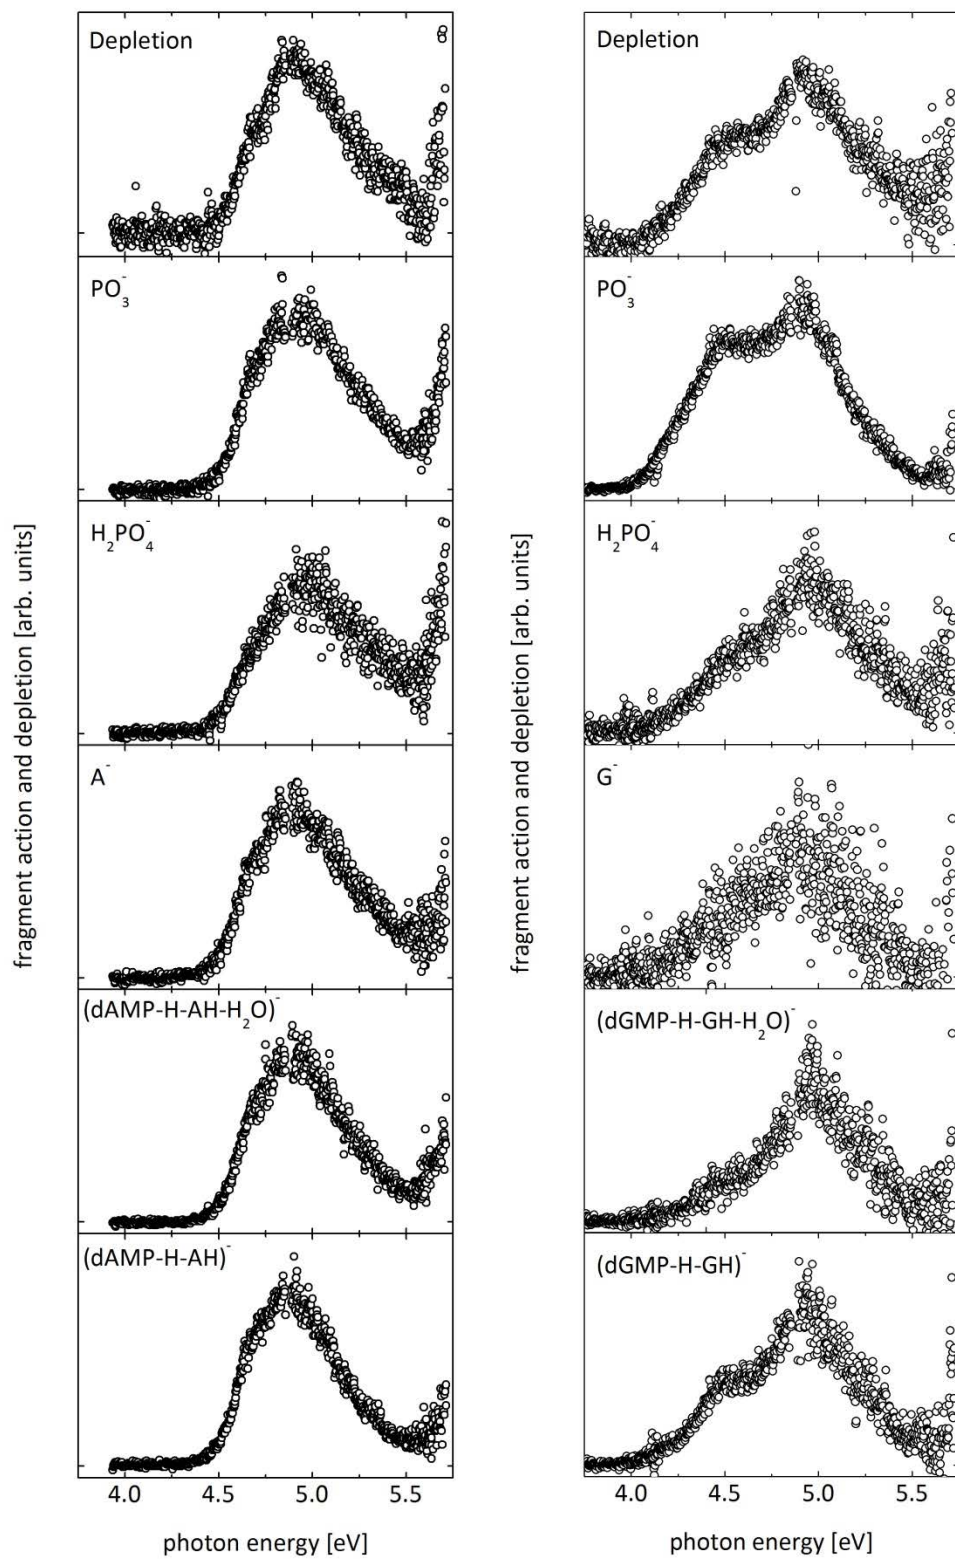 Depletion
PO₃⁻
H₂PO₄⁻
A⁻
(dAMP-H-AH-H₂O)⁻
(dAMP-H-AH)⁻
fragment action and depletion [arb. units]
4.0 4.5 5.0 5.5
photon energy [eV]
Depletion
PO₃⁻
H₂PO₄⁻
G⁻
(dGMP-H-GH-H₂O)⁻
(dGMP-H-GH)⁻
fragment action and depletion [arb. units]
4.0 4.5 5.0 5.5
photon energy [eV]